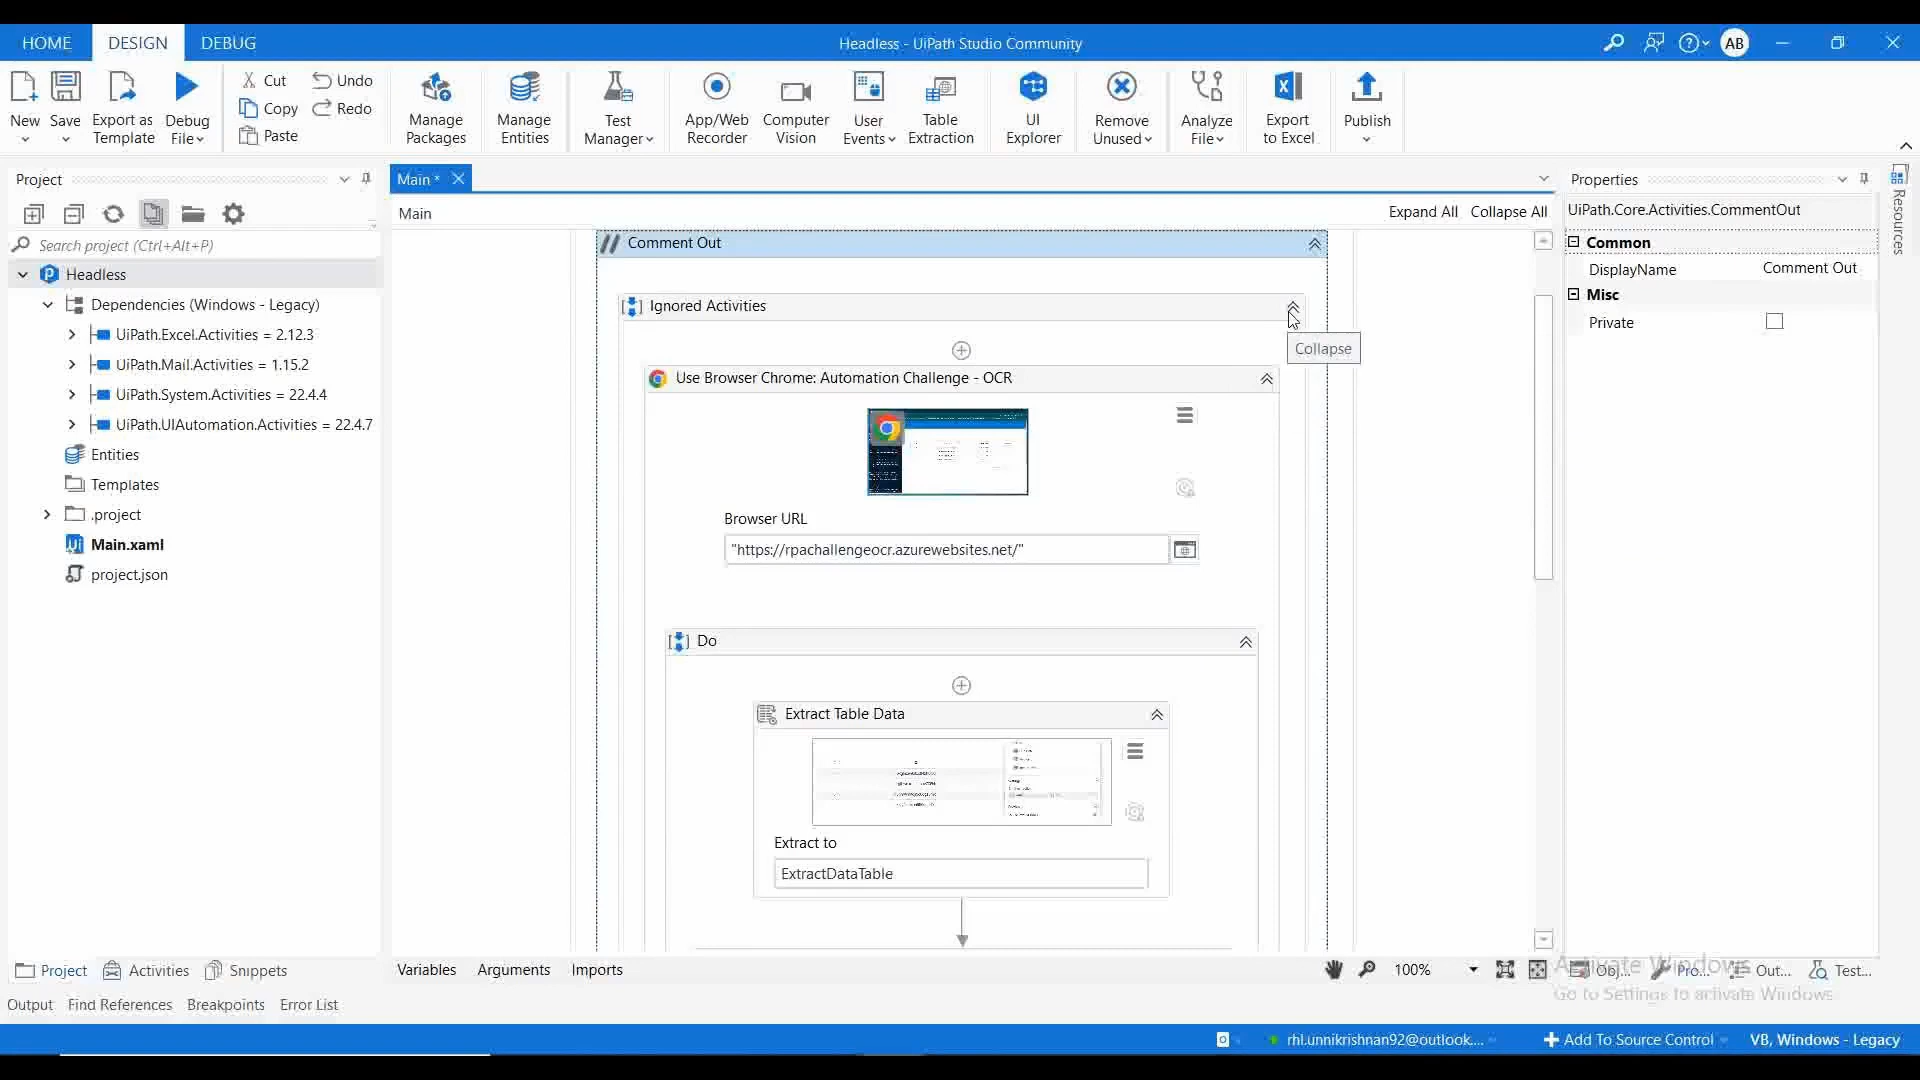 HOME
DESIGN
DEBUG
Headless - UiPath Studio Community
AB
New
Save
Export as Template
Debug File
Cut
Copy
Paste
Undo
Redo
Manage Packages
Manage Entities
Test Manager
App/Web Recorder
Computer Vision
User Events
Table Extraction
UI Explorer
Remove Unused
Analyze File
Export to Excel
Publish
Project
Search project (Ctrl+Alt+P)
Headless
Dependencies (Windows - Legacy)
UiPath.Excel.Activities = 2.12.3
UiPath.Mail.Activities = 1.15.2
UiPath.System.Activities = 22.4.4
UiPath.UIAutomation.Activities = 22.4.7
Entities
Templates
.project
Main.xaml
project.json
Main *
Main
Expand All
Collapse All
Comment Out
Ignored Activities
Collapse
Use Browser Chrome: Automation Challenge - OCR
Browser URL
"https://rpachallengeocr.azurewebsites.net/"
Do
Extract Table Data
Extract to
ExtractDataTable
Properties
UiPath.Core.Activities.CommentOut
Common
DisplayName
Comment Out
Misc
Private
Resources
Project
Activities
Snippets
Variables
Arguments
Imports
100%
Obj...
Pro...
Out...
Test...
Activate Windows
Go to Settings to activate Windows.
Output
Find References
Breakpoints
Error List
rhl.unnikrishnan92@outlook....
Add To Source Control
VB, Windows - Legacy